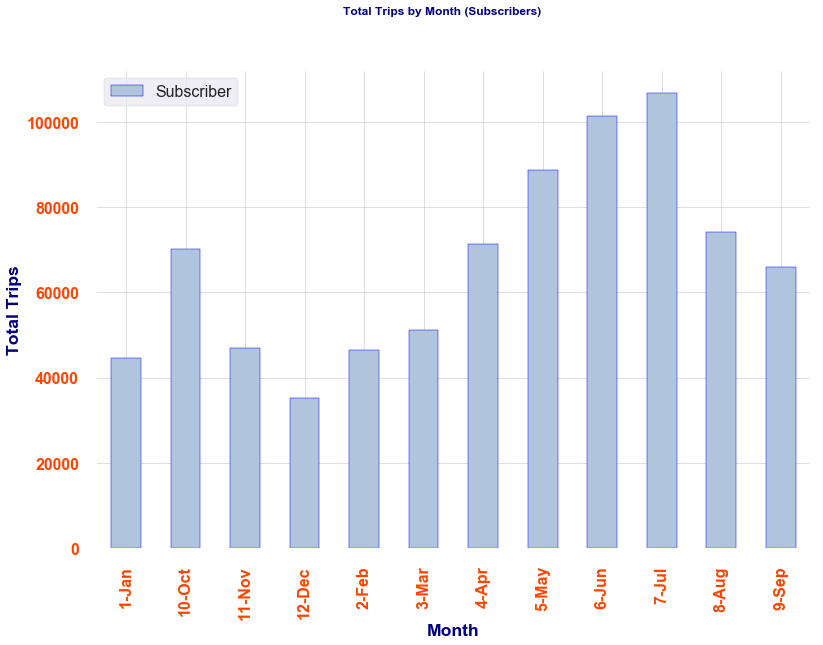 Total Trips by Month (Subscribers)
Subscriber
100000
80000
60000
40000
20000
0
Total Trips
1-Jan
10-Oct
11-Nov
12-Dec
2-Feb
3-Mar
4-Apr
5-May
6-Jun
7-Jul
8-Aug
9-Sep
Month